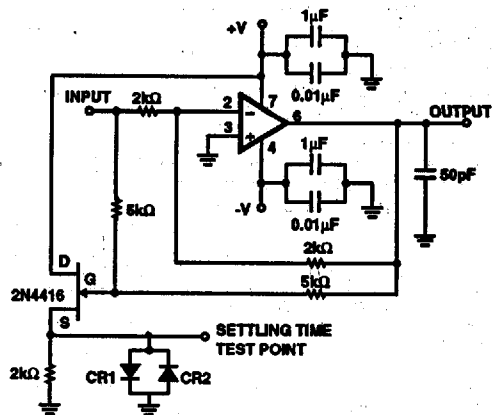 +V
1μF
0.01μF
INPUT
2kΩ
2
7
6
OUTPUT
3
4
1μF
0.01μF
-V
50pF
5kΩ
2kΩ
5kΩ
D
G
2N4416
S
SETTLING TIME
TEST POINT
2kΩ
CR1
CR2